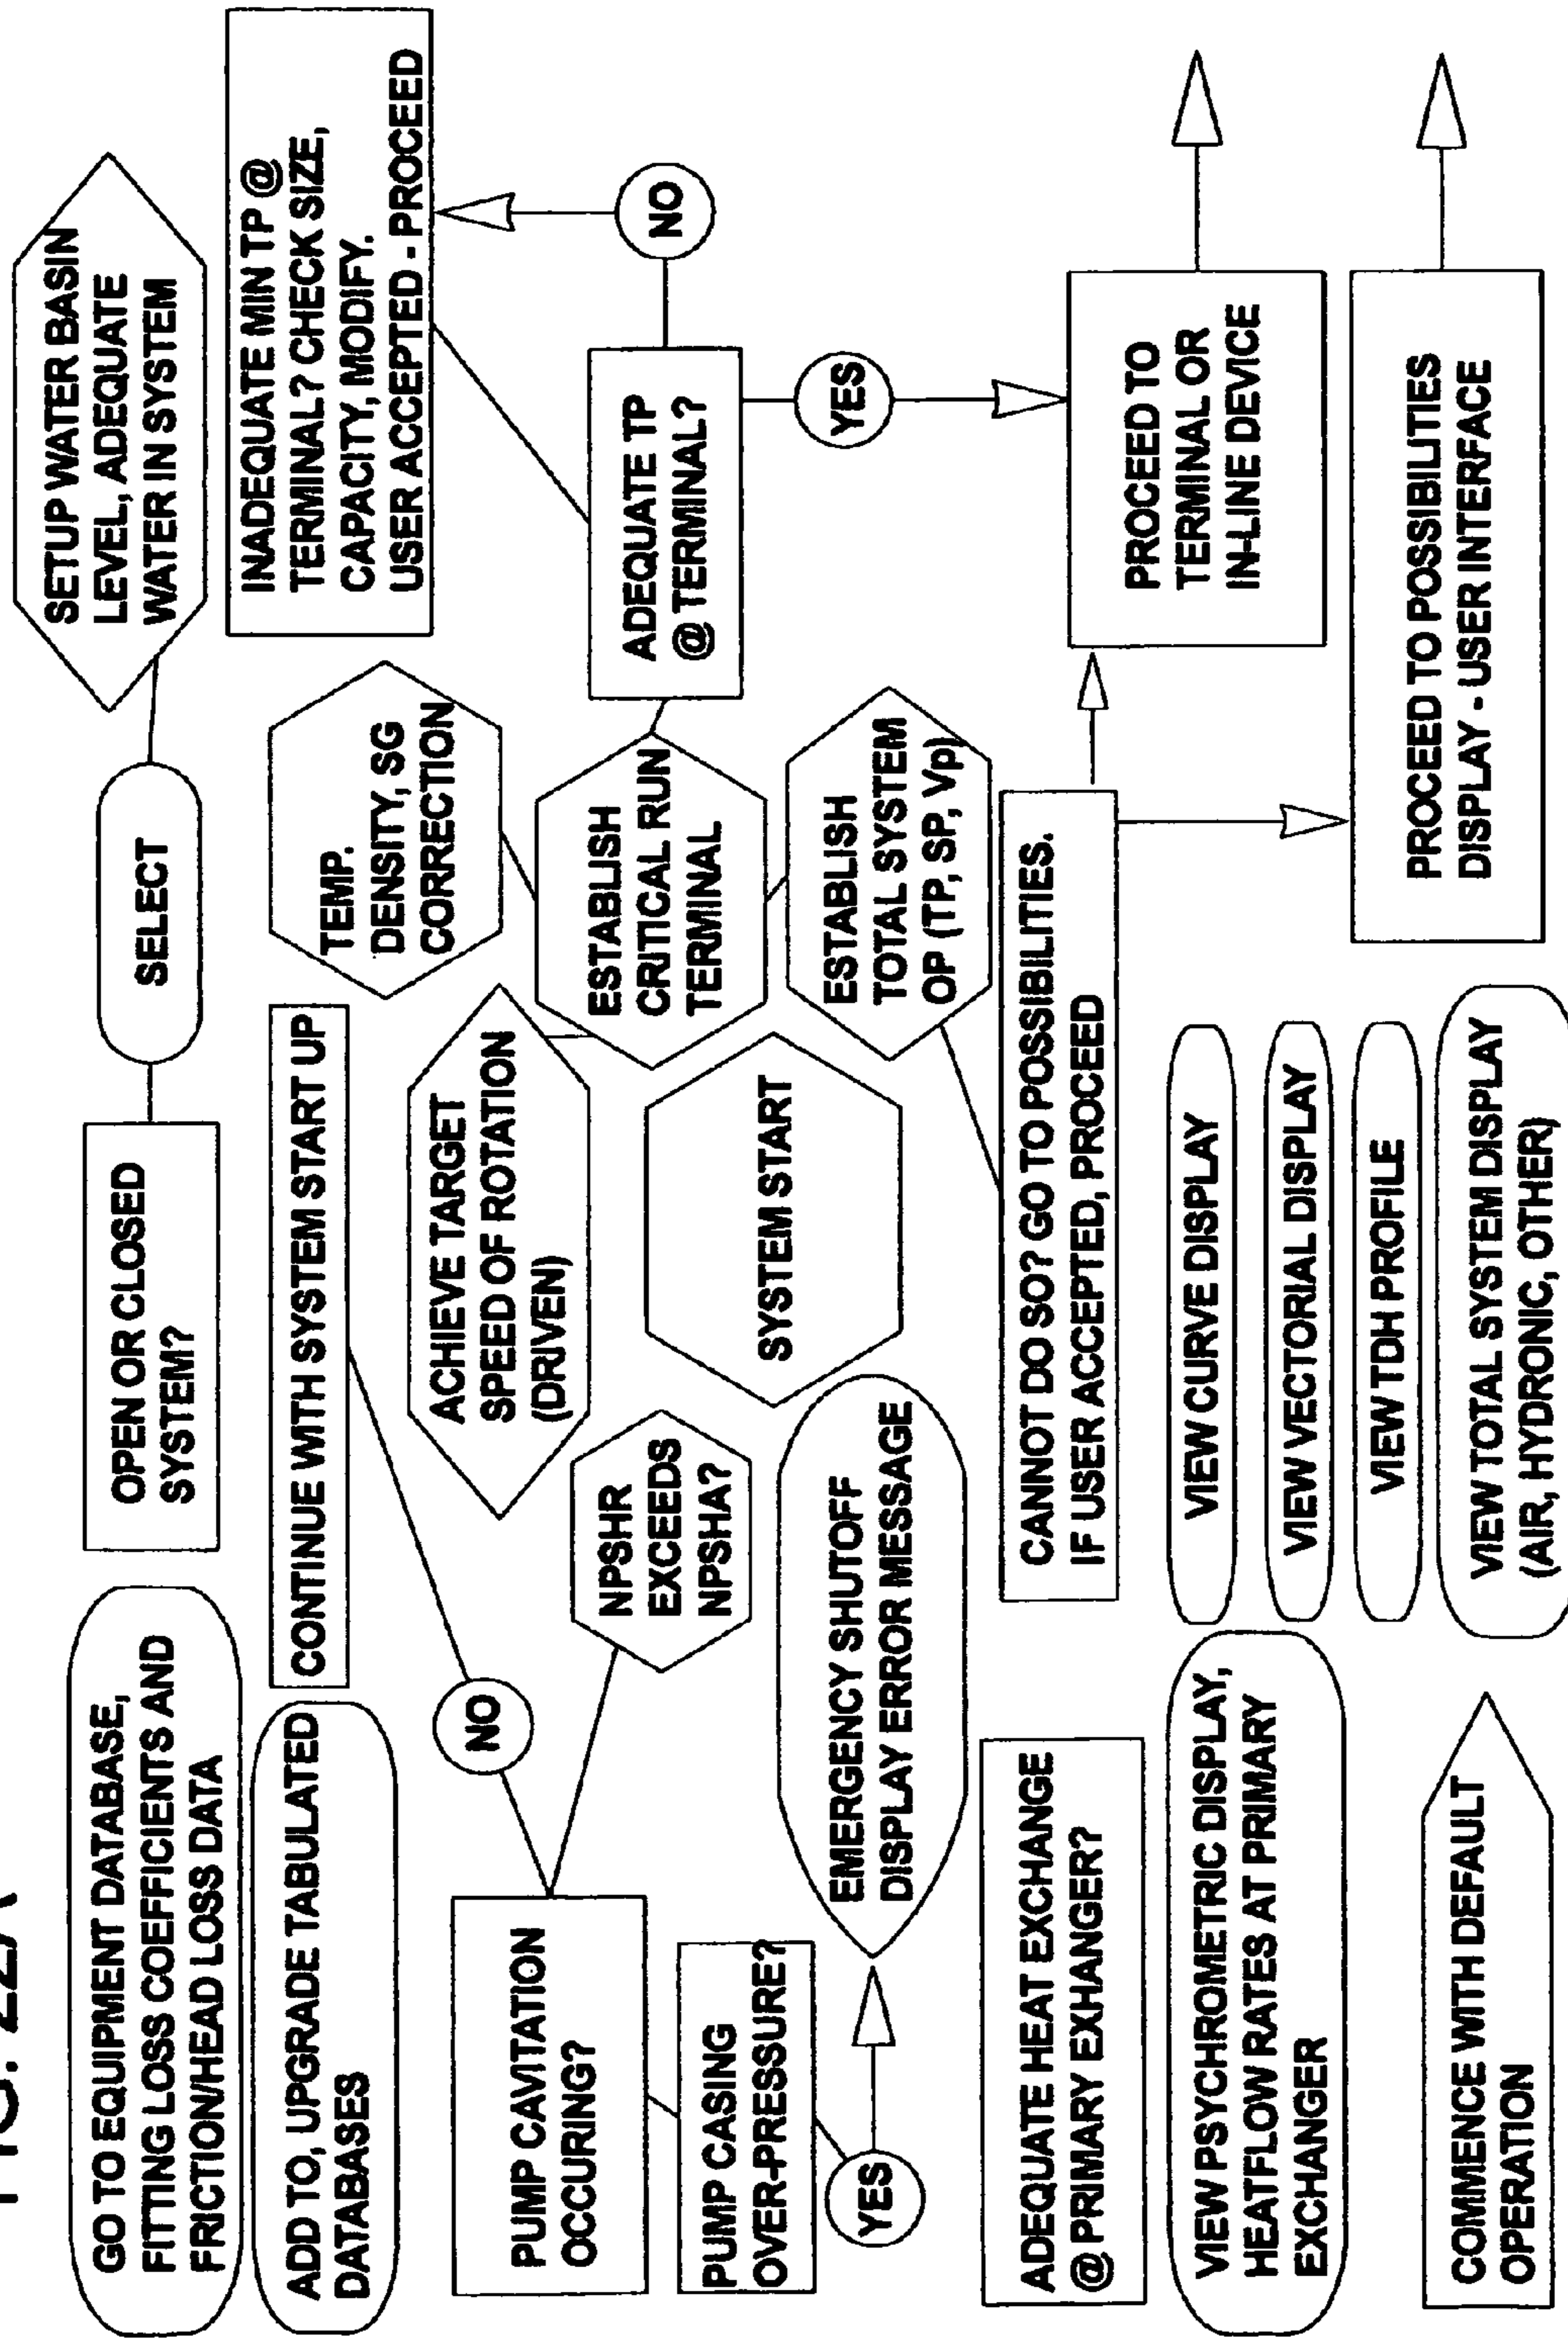 FIG. 22A
GO TO EQUIPMENT DATABASE,
FITTING LOSS COEFFICIENTS AND
FRICTION/HEAD LOSS DATA
OPEN OR CLOSED
SYSTEM?
SELECT
SETUP WATER BASIN
LEVEL, ADEQUATE
WATER IN SYSTEM
ADD TO, UPGRADE TABULATED
DATABASES
CONTINUE WITH SYSTEM START UP
TEMP.
DENSITY, SG
CORRECTION
INADEQUATE MIN TP @
TERMINAL? CHECK SIZE,
CAPACITY, MODIFY.
USER ACCEPTED - PROCEED
NO
ACHIEVE TARGET
SPEED OF ROTATION
(DRIVEN)
PUMP CAVITATION
OCCURING?
NPSHR
EXCEEDS
NPSHA?
ESTABLISH
CRITICAL RUN
TERMINAL
ADEQUATE TP
@ TERMINAL?
NO
PUMP CASING
OVER-PRESSURE?
SYSTEM START
YES
YES
EMERGENCY SHUTOFF
DISPLAY ERROR MESSAGE
ESTABLISH
TOTAL SYSTEM
OP (TP, SP, Vp)
ADEQUATE HEAT EXCHANGE
@ PRIMARY EXHANGER?
CANNOT DO SO? GO TO POSSIBILITIES.
IF USER ACCEPTED, PROCEED
PROCEED TO
TERMINAL OR
IN-LINE DEVICE
VIEW PSYCHROMETRIC DISPLAY,
HEATFLOW RATES AT PRIMARY
EXCHANGER
VIEW CURVE DISPLAY
VIEW VECTORIAL DISPLAY
VIEW TDH PROFILE
PROCEED TO POSSIBILITIES
DISPLAY - USER INTERFACE
COMMENCE WITH DEFAULT
OPERATION
VIEW TOTAL SYSTEM DISPLAY
(AIR, HYDRONIC, OTHER)